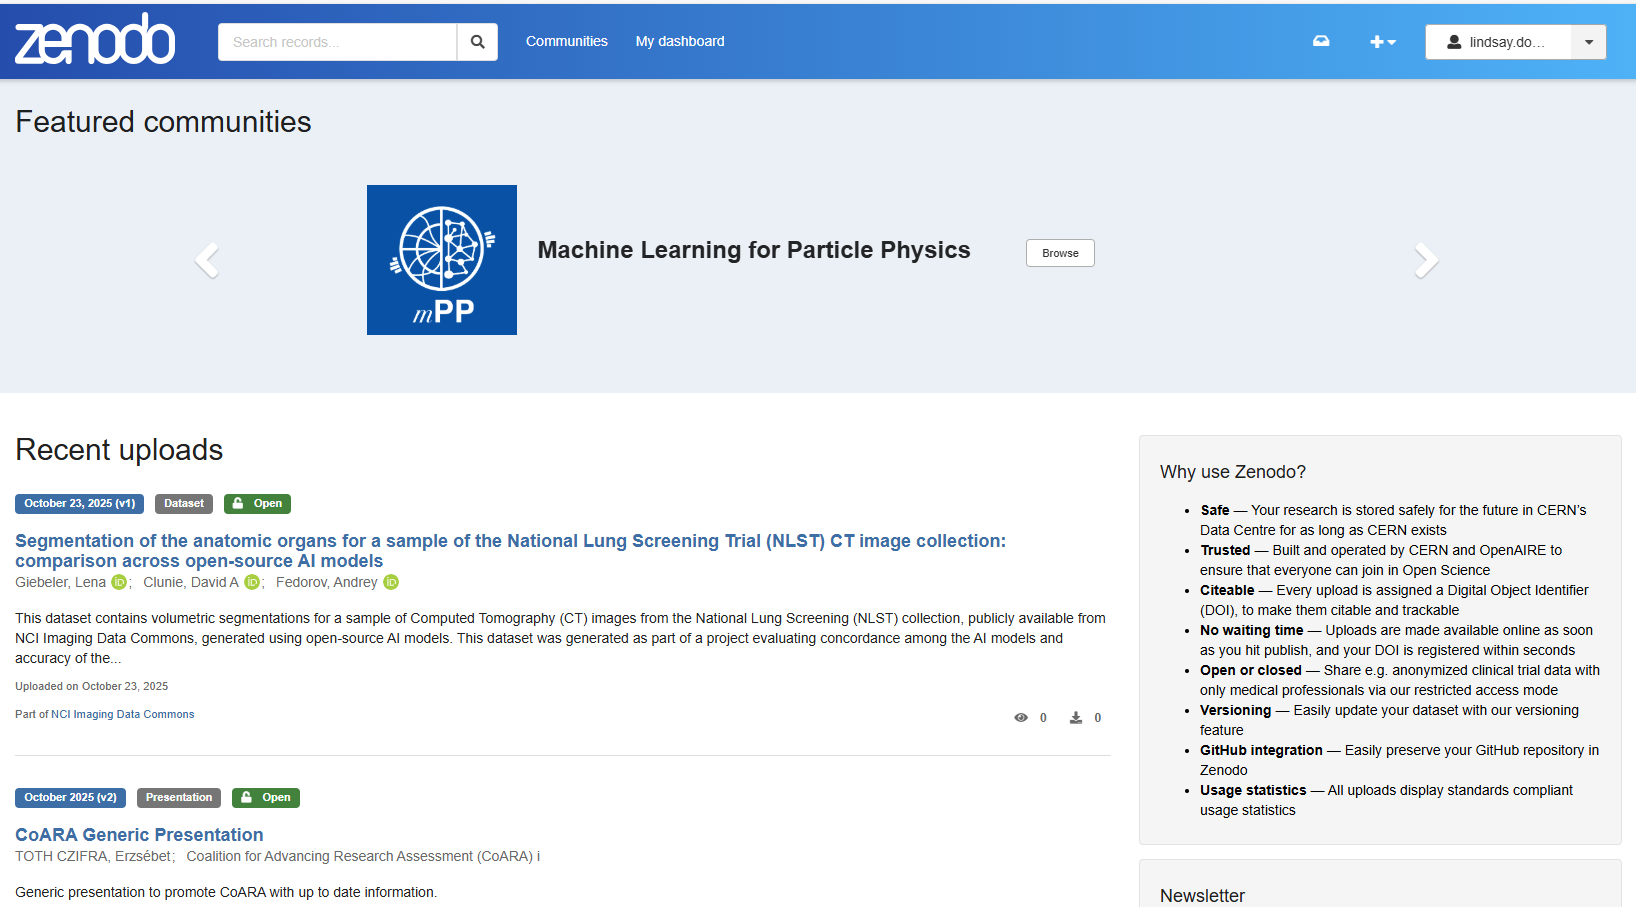 zenodo
Search records...
Communities
My dashboard
lindsay.do...
Featured communities
mPP
Machine Learning for Particle Physics
Browse
Recent uploads
October 23, 2025 (v1) Dataset Open
Segmentation of the anatomic organs for a sample of the National Lung Screening Trial (NLST) CT image collection:
comparison across open-source AI models
Giebeler, Lena iD; Clunie, David A iD; Fedorov, Andrey iD
This dataset contains volumetric segmentations for a sample of Computed Tomography (CT) images from the National Lung Screening (NLST) collection, publicly available from
NCI Imaging Data Commons, generated using open-source AI models. This dataset was generated as part of a project evaluating concordance among the AI models and
accuracy of the...
Uploaded on October 23, 2025
Part of NCI Imaging Data Commons
0 0
October 2025 (v2) Presentation Open
CoARA Generic Presentation
TOTH CZIFRA, Erzsébet; Coalition for Advancing Research Assessment (CoARA) i
Generic presentation to promote CoARA with up to date information.
Why use Zenodo?
• Safe — Your research is stored safely for the future in CERN's
Data Centre for as long as CERN exists
• Trusted — Built and operated by CERN and OpenAIRE to
ensure that everyone can join in Open Science
• Citeable — Every upload is assigned a Digital Object Identifier
(DOI), to make them citable and trackable
• No waiting time — Uploads are made available online as soon
as you hit publish, and your DOI is registered within seconds
• Open or closed — Share e.g. anonymized clinical trial data with
only medical professionals via our restricted access mode
• Versioning — Easily update your dataset with our versioning
feature
• GitHub integration — Easily preserve your GitHub repository in
Zenodo
• Usage statistics — All uploads display standards compliant
usage statistics
Newsletter